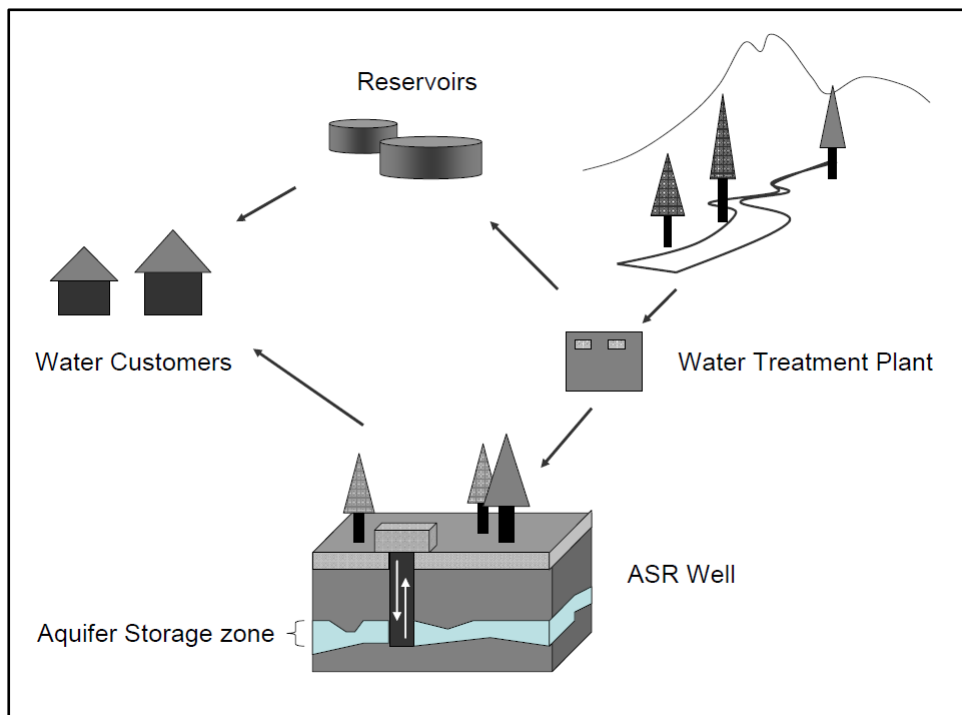 Reservoirs
Water Customers
Water Treatment Plant
ASR Well
Aquifer Storage zone